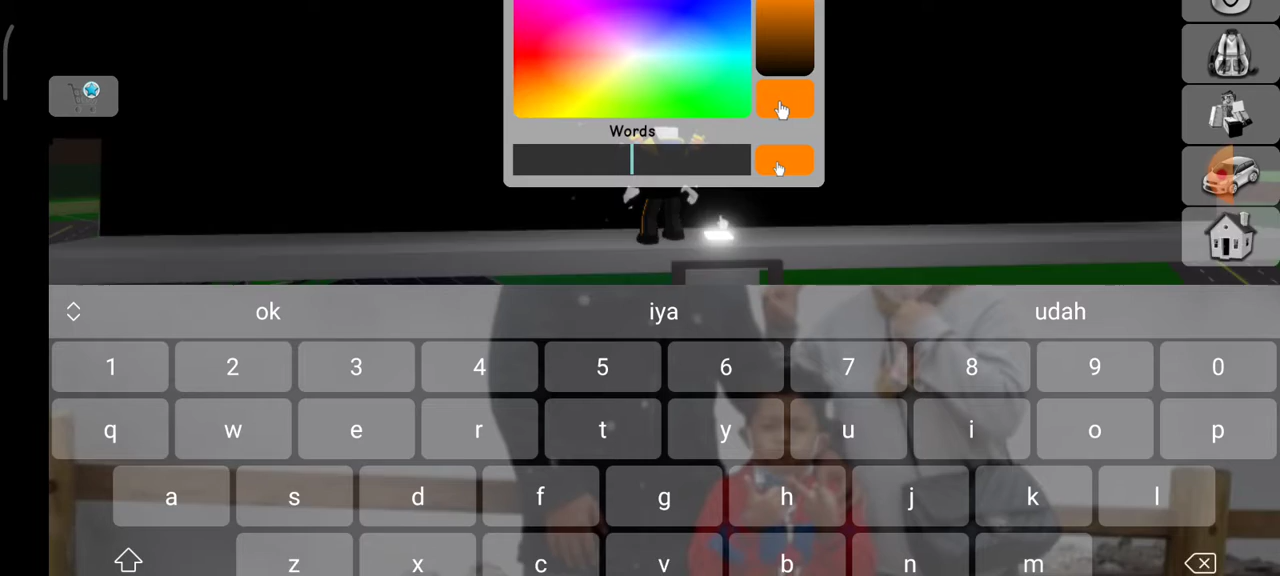 Words
ok iya udah
1 2 3 4 5 6 7 8 9 0
q w e r t y u i o p
a s d f g h j k l
z x c v b n m